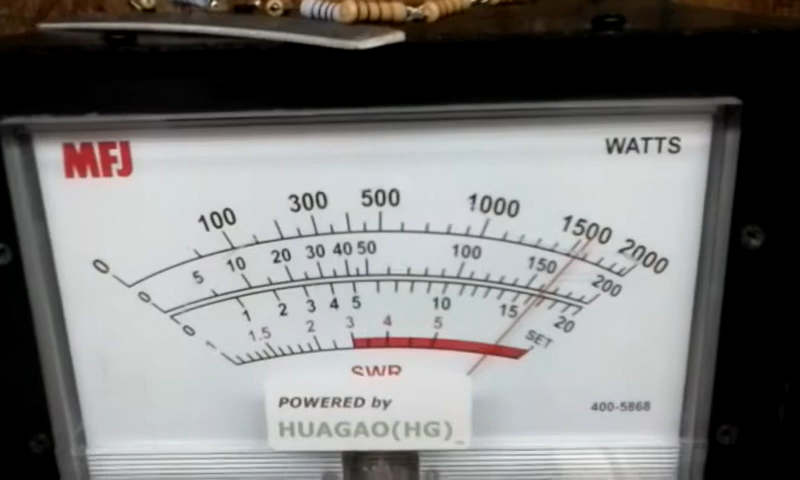 MFJ
WATTS
0 100 300 500 1000 1500 2000
0 5 10 20 30 40 50 100 150 200
0 1 2 3 4 5 10 15 20
1 1.5 2 3 4 5 SET
SWR
POWERED by
HUAGAO(HG)_
400-5868